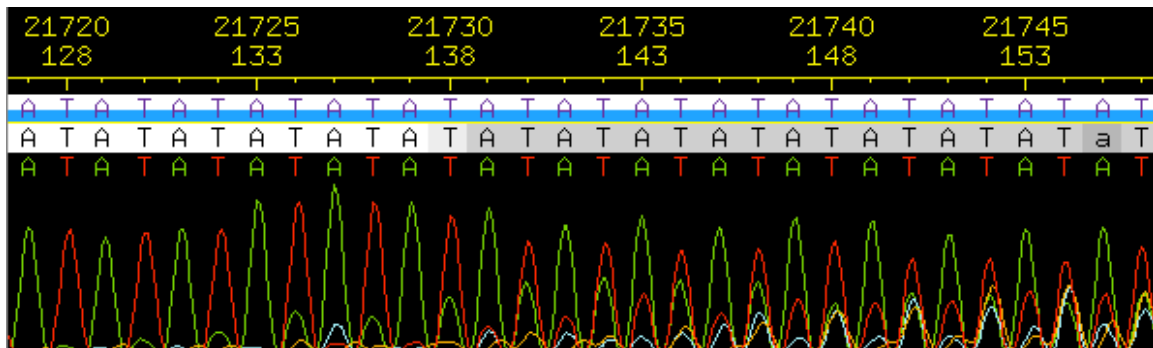 21720 21725 21730 21735 21740 21745
128 133 138 143 148 153
A T A T A T A T A T A T A T A T A T A T A T A T A T A T A T
A T A T A T A T A T A T A T A T A T A T A T A T A T A T a T
A T A T A T A T A T A T A T A T A T A T A T A T A T A T A T